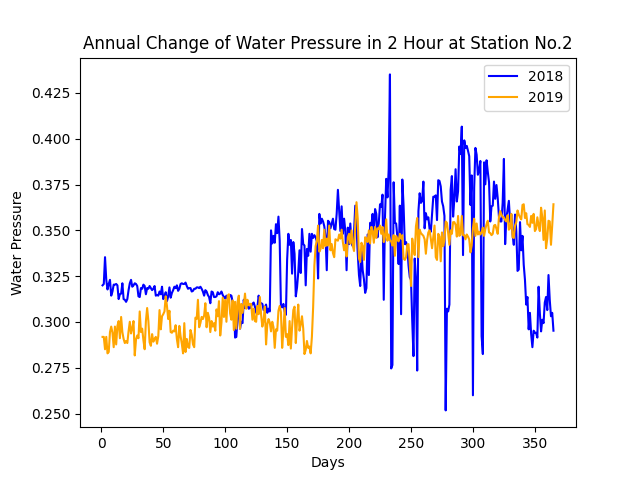 Annual Change of Water Pressure in 2 Hour at Station No.2
2018
2019
0.425
0.400
0.375
0.350
0.325
0.300
0.275
0.250
Water Pressure
0 50 100 150 200 250 300 350
Days